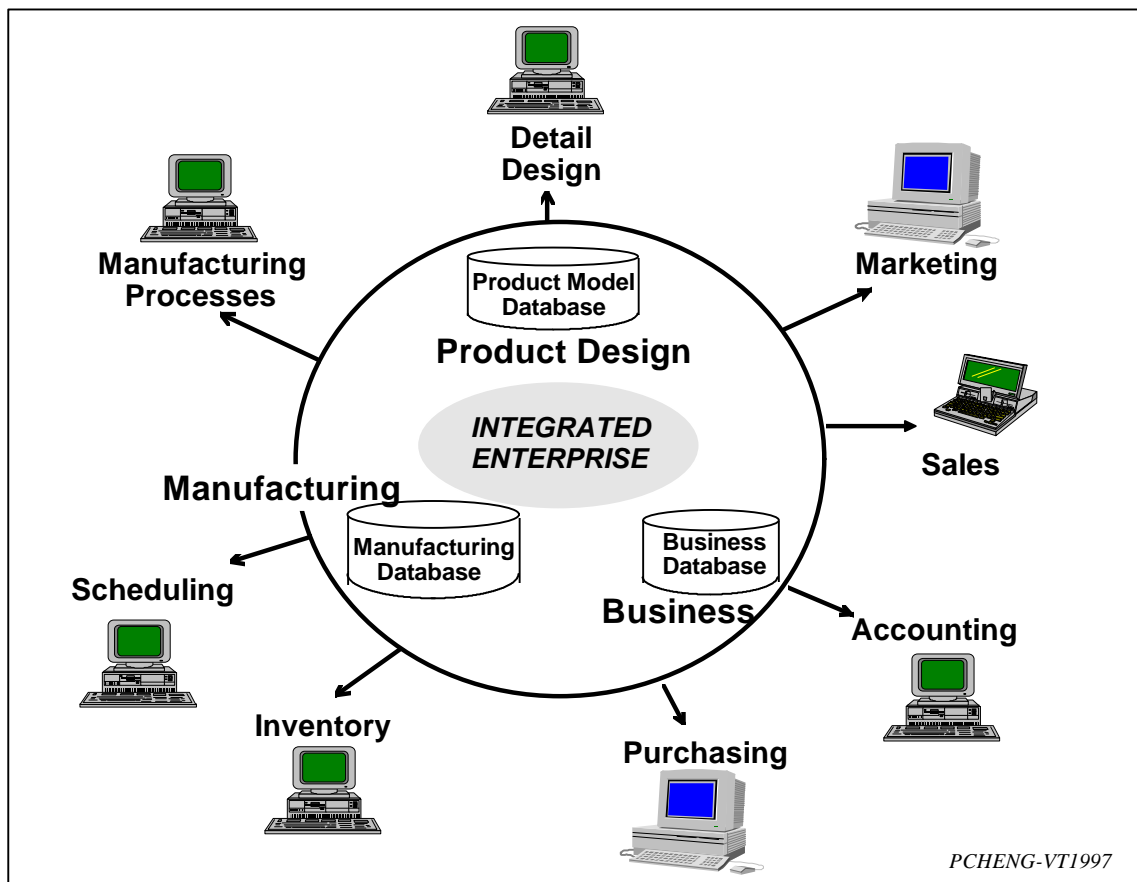 Detail
Design
Manufacturing
Processes
Marketing
Product Model
Database
Product Design
INTEGRATED
ENTERPRISE
Sales
Manufacturing
Manufacturing
Database
Business
Database
Business
Scheduling
Accounting
Inventory
Purchasing
PCHENG-VT1997